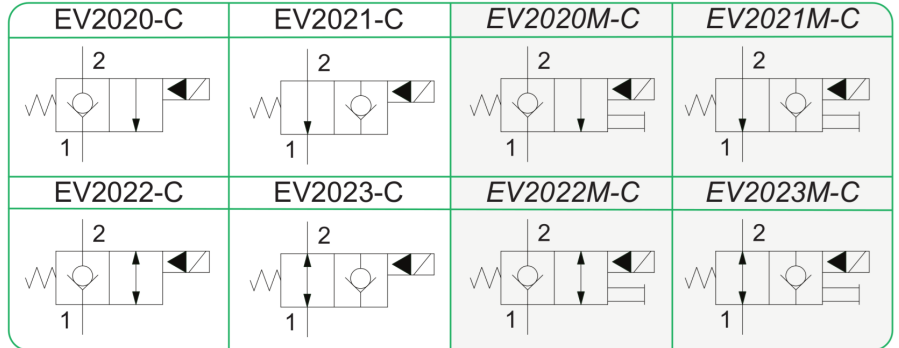 EV2020-C EV2021-C EV2020M-C EV2021M-C
2 2 2 2
1 1 1 1
EV2022-C EV2023-C EV2022M-C EV2023M-C
2 2 2 2
1 1 1 1